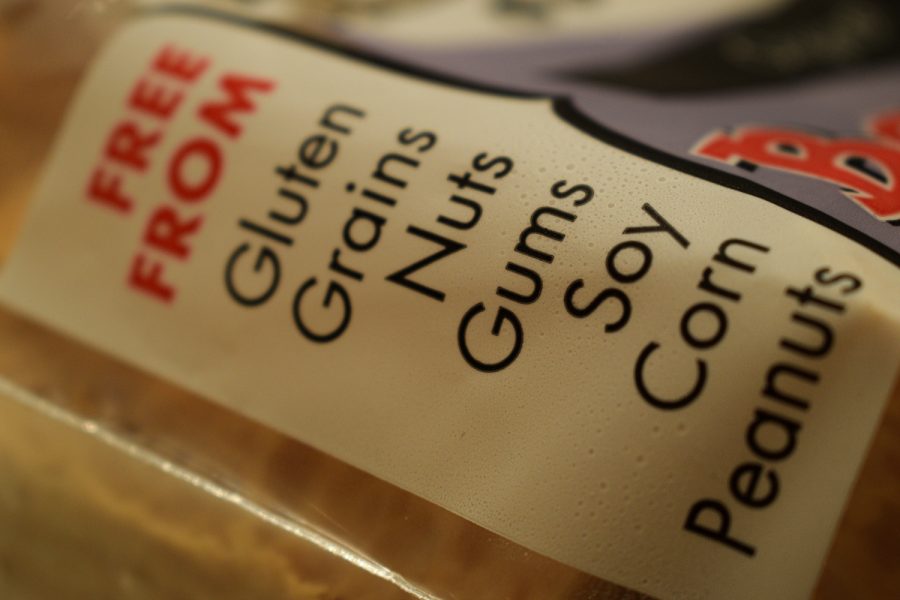 FREE
FROM
Gluten
Grains
Nuts
Gums
Soy
Corn
Peanuts